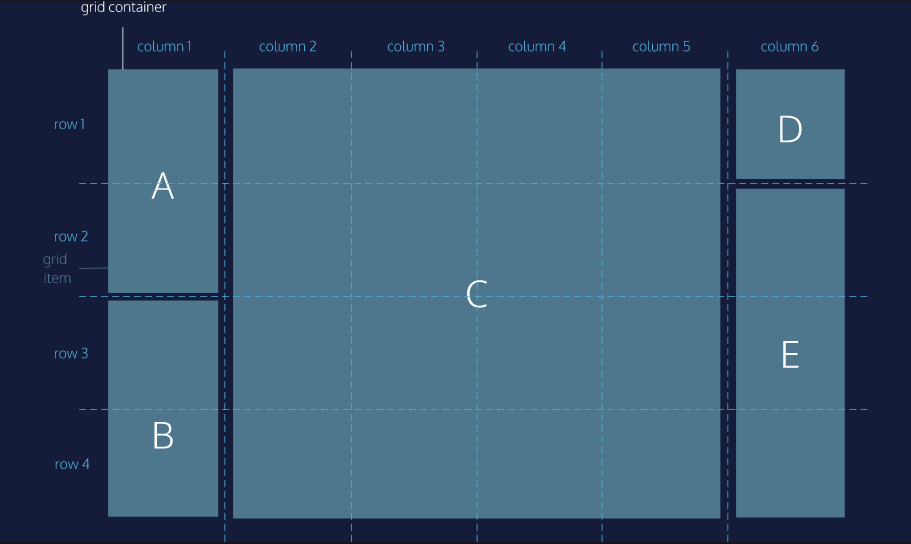 grid container
column 1
column 2
column 3
column 4
column 5
column 6
row 1
D
A
row 2
grid
item
C
row 3
E
B
row 4